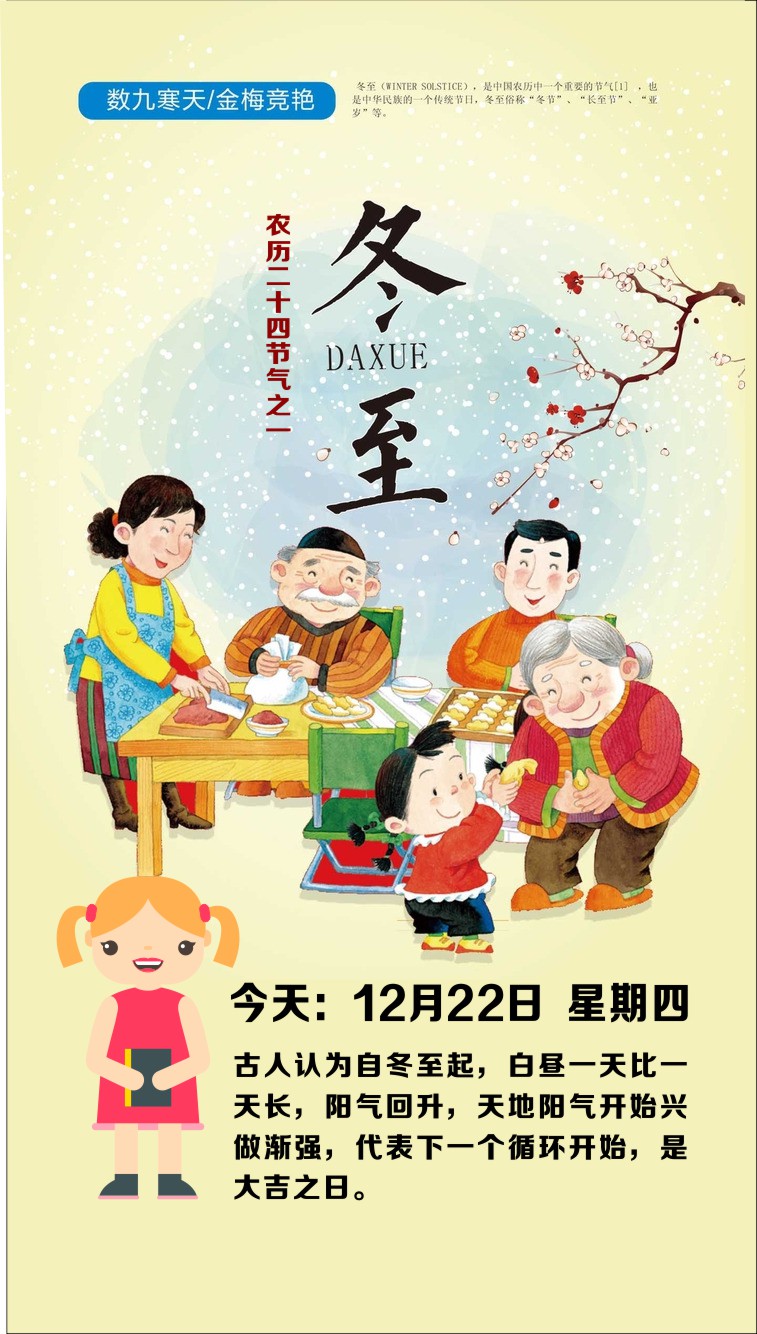 数九寒天/金梅竞艳
冬至（WINTER SOLSTICE），是中国农历中一个重要的节气[1] ，也
是中华民族的一个传统节日，冬至俗称“冬节”、“长至节”、“亚
岁”等。
农历二十四节气之一
冬
DAXUE
至
今天：12月22日 星期四
古人认为自冬至起，白昼一天比一
天长，阳气回升，天地阳气开始兴
做渐强，代表下一个循环开始，是
大吉之日。